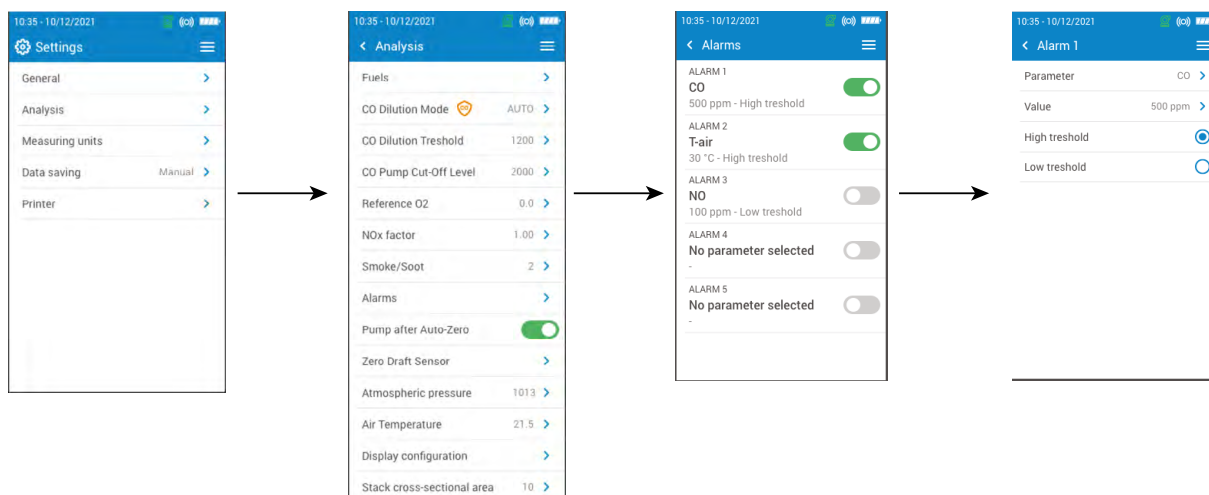 10:35 - 10/12/2021
Settings
General
Analysis
Measuring units
Data saving Manual
Printer
10:35 - 10/12/2021
Analysis
Fuels
CO Dilution Mode AUTO
CO Dilution Treshold 1200
CO Pump Cut-Off Level 2000
Reference O2 0.0
NOx factor 1.00
Smoke/Soot 2
Alarms
Pump after Auto-Zero
Zero Draft Sensor
Atmospheric pressure 1013
Air Temperature 21.5
Display configuration
Stack cross-sectional area 10
10:35 - 10/12/2021
Alarms
ALARM 1
CO
500 ppm - High treshold
ALARM 2
T-air
30 °C - High treshold
ALARM 3
NO
100 ppm - Low treshold
ALARM 4
No parameter selected
-
ALARM 5
No parameter selected
-
10:35 - 10/12/2021
Alarm 1
Parameter CO
Value 500 ppm
High treshold
Low treshold